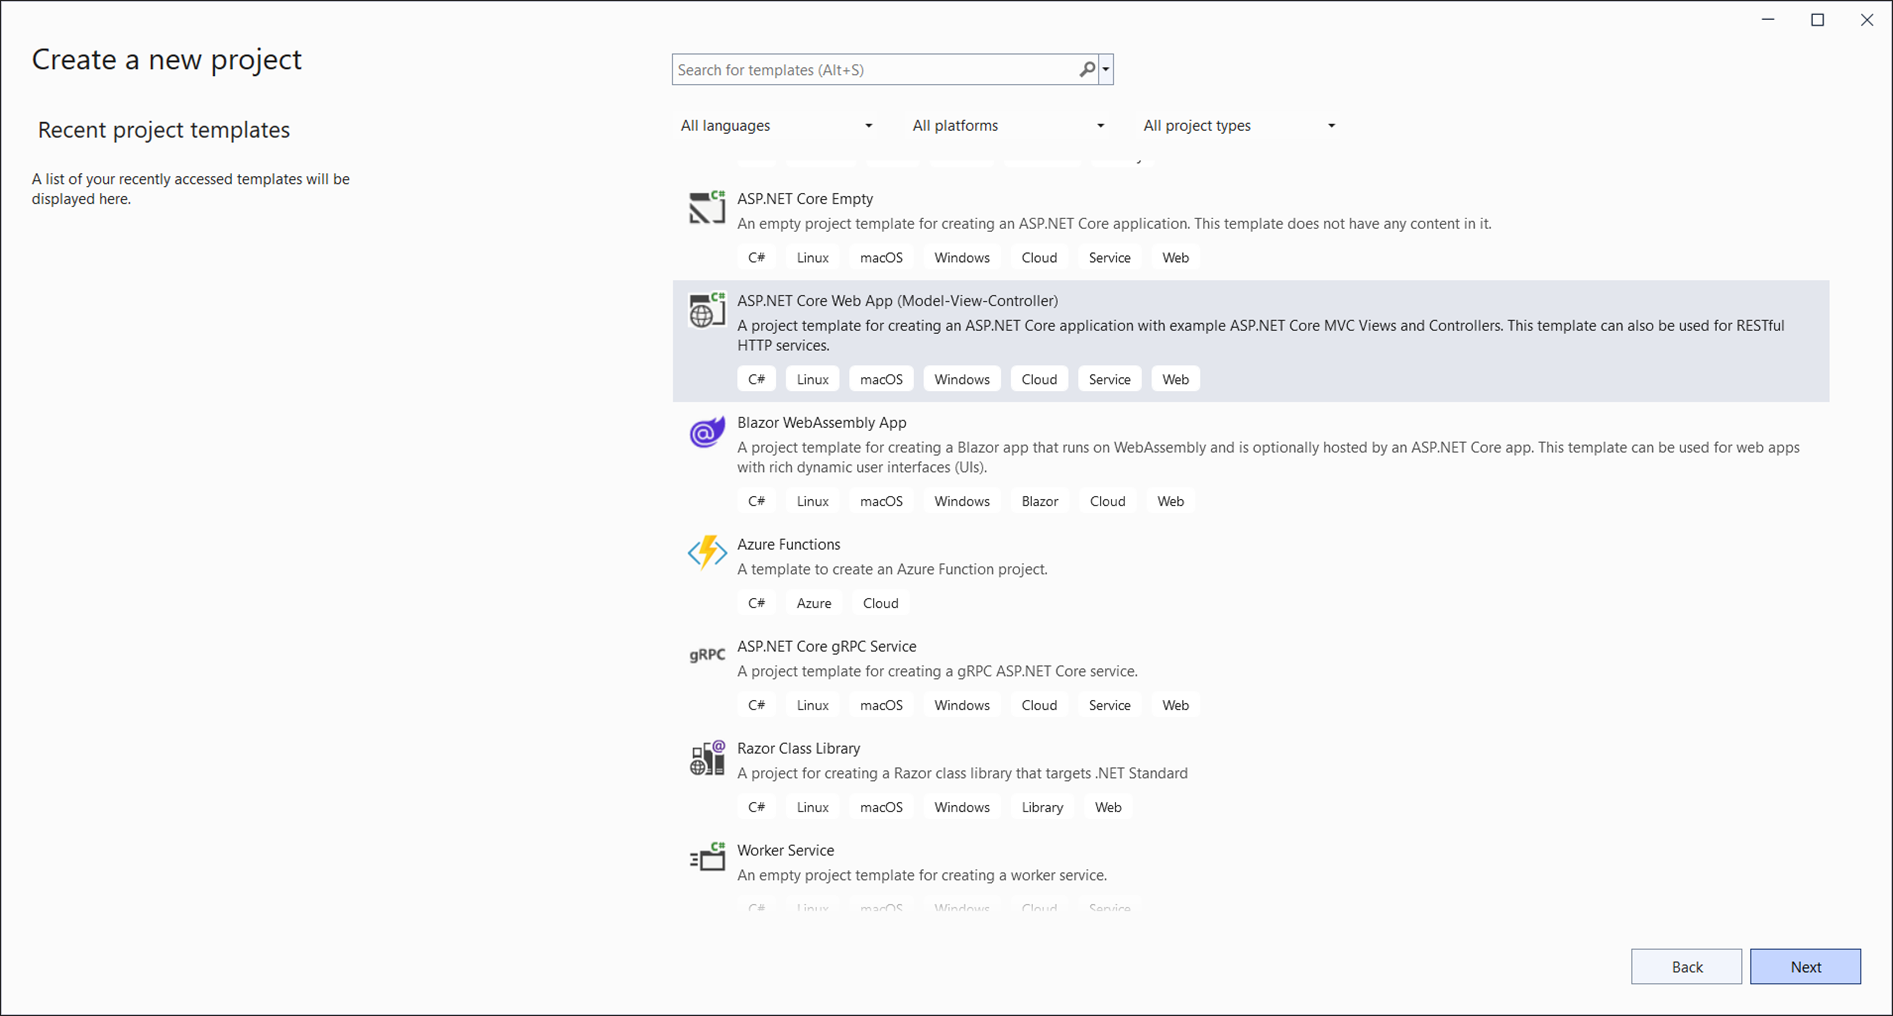 Create a new project
Search for templates (Alt+S)
Recent project templates
All languages
All platforms
All project types
A list of your recently accessed templates will be
displayed here.
C#
ASP.NET Core Empty
An empty project template for creating an ASP.NET Core application. This template does not have any content in it.
C# Linux macOS Windows Cloud Service Web
C#
ASP.NET Core Web App (Model-View-Controller)
A project template for creating an ASP.NET Core application with example ASP.NET Core MVC Views and Controllers. This template can also be used for RESTful
HTTP services.
C# Linux macOS Windows Cloud Service Web
Blazor WebAssembly App
A project template for creating a Blazor app that runs on WebAssembly and is optionally hosted by an ASP.NET Core app. This template can be used for web apps
with rich dynamic user interfaces (UIs).
C# Linux macOS Windows Blazor Cloud Web
Azure Functions
A template to create an Azure Function project.
C# Azure Cloud
gRPC
ASP.NET Core gRPC Service
A project template for creating a gRPC ASP.NET Core service.
C# Linux macOS Windows Cloud Service Web
Razor Class Library
A project for creating a Razor class library that targets .NET Standard
C# Linux macOS Windows Library Web
C#
Worker Service
An empty project template for creating a worker service.
C# Linux macOS Windows Cloud Service
Back
Next